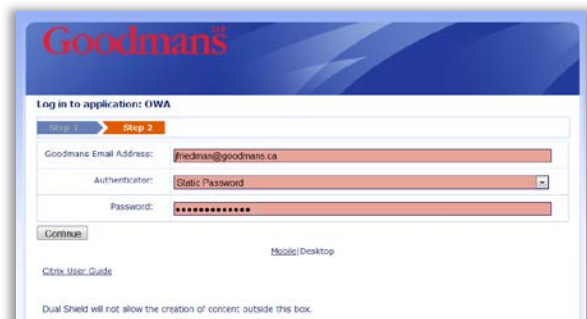 Goodmans LLP
Log in to application: OWA
Step 1 Step 2
Goodmans Email Address: jfriedman@goodmans.ca
Authenticator: Static Password
Password: •••••••••••••
Continue
Mobile|Desktop
Citrix User Guide
Dual Shield will not allow the creation of content outside this box.